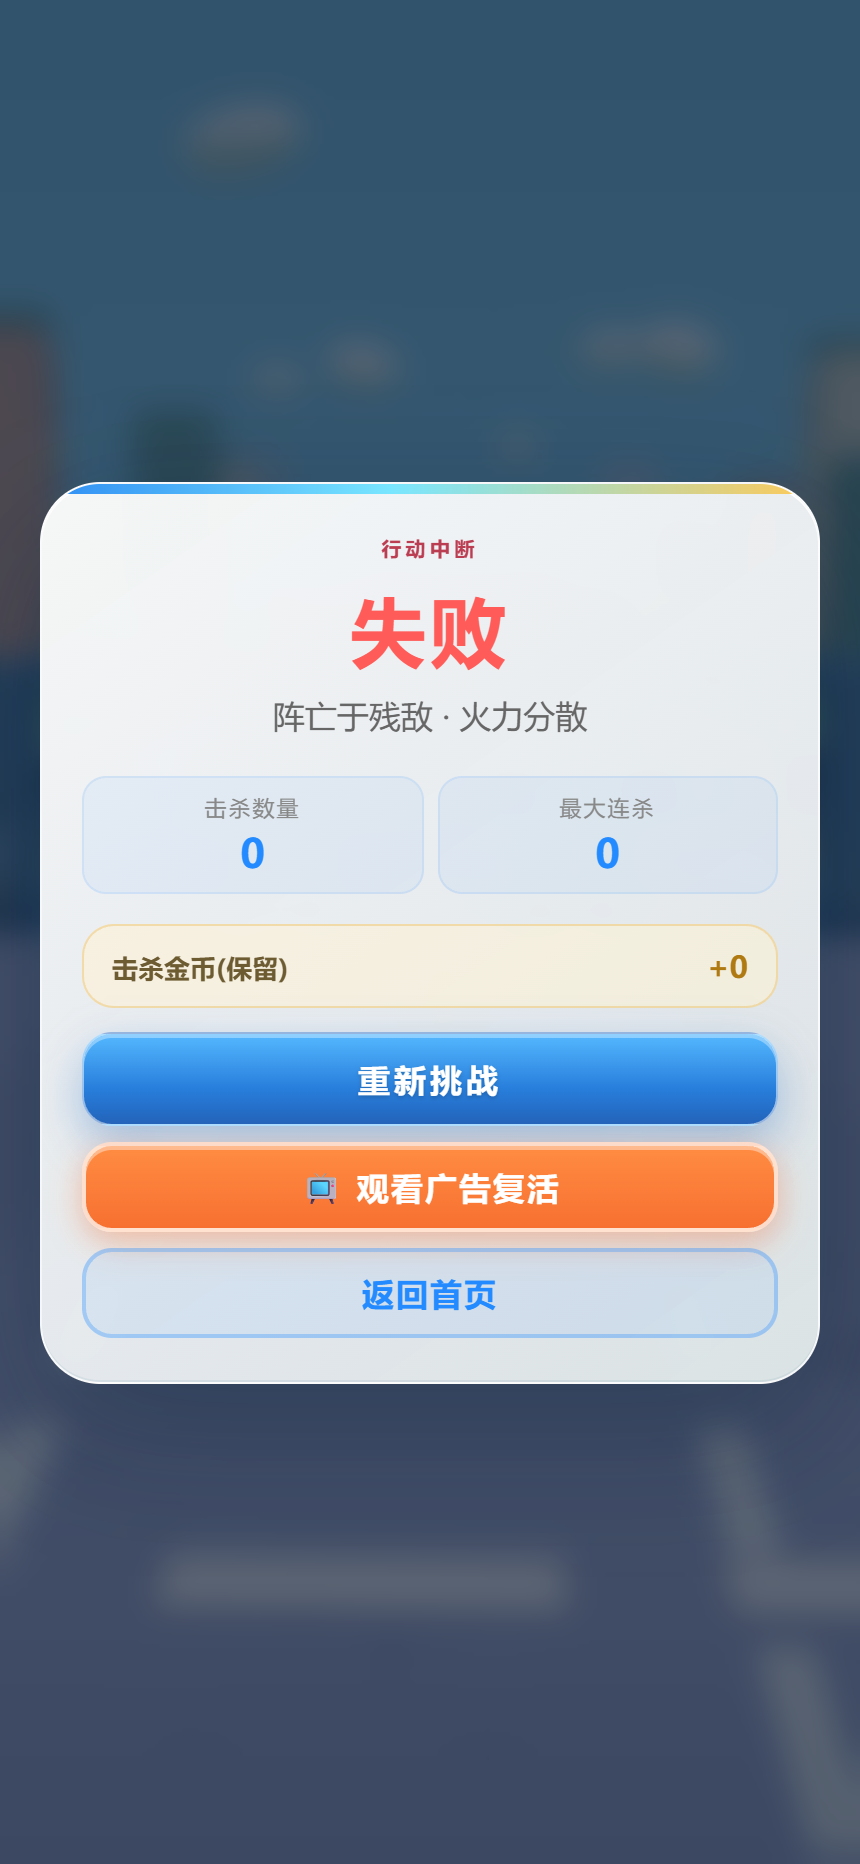 行动中断
失败
阵亡于残敌 · 火力分散
击杀数量
0
最大连杀
0
击杀金币(保留)
+0
重新挑战
观看广告复活
返回首页